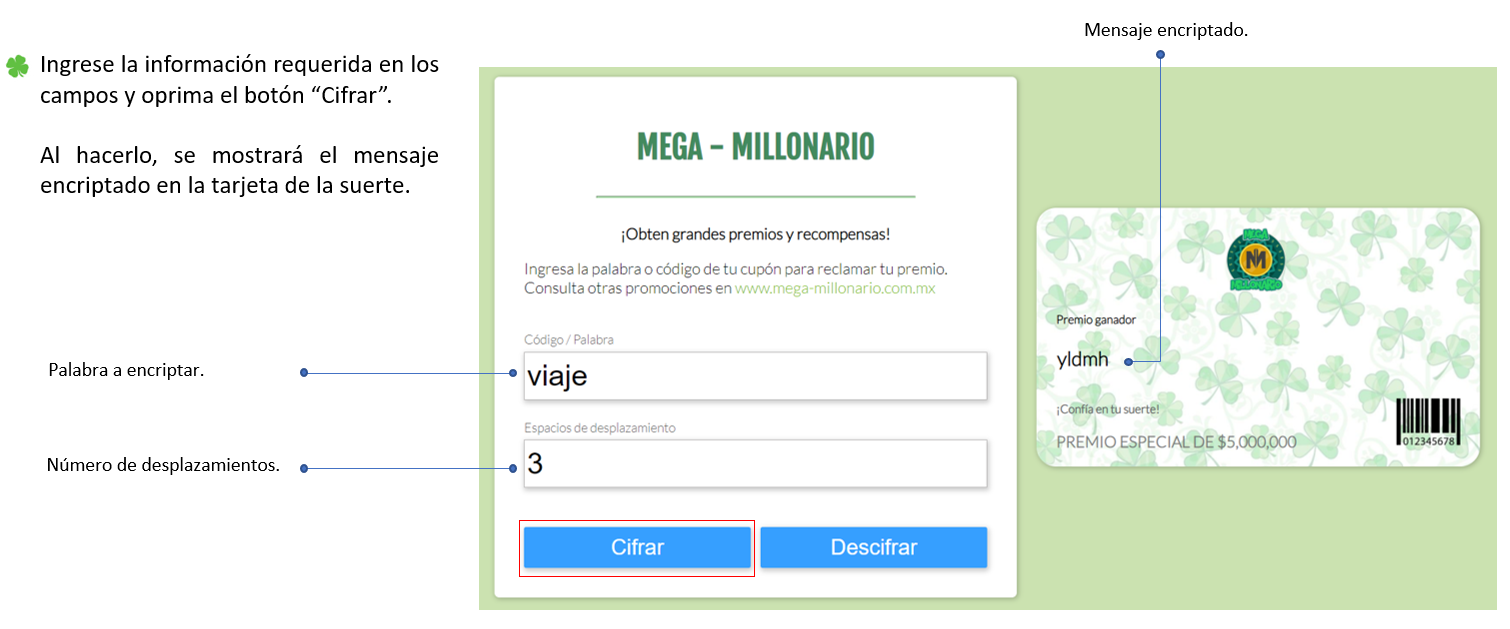 Mensaje encriptado.
Ingrese la información requerida en los
campos y oprima el botón “Cifrar”.
Al hacerlo, se mostrará el mensaje
encriptado en la tarjeta de la suerte.
MEGA – MILLONARIO
¡Obten grandes premios y recompensas!
Ingresa la palabra o código de tu cupón para reclamar tu premio.
Consulta otras promociones en www.mega-millonario.com.mx
Código / Palabra
Palabra a encriptar.
viaje
Espacios de desplazamiento
Número de desplazamientos.
3
Cifrar
Descifrar
MEGA
M
MILLONARIO
Premio ganador
yldmh
¡Confía en tu suerte!
PREMIO ESPECIAL DE $5,000,000
012345678